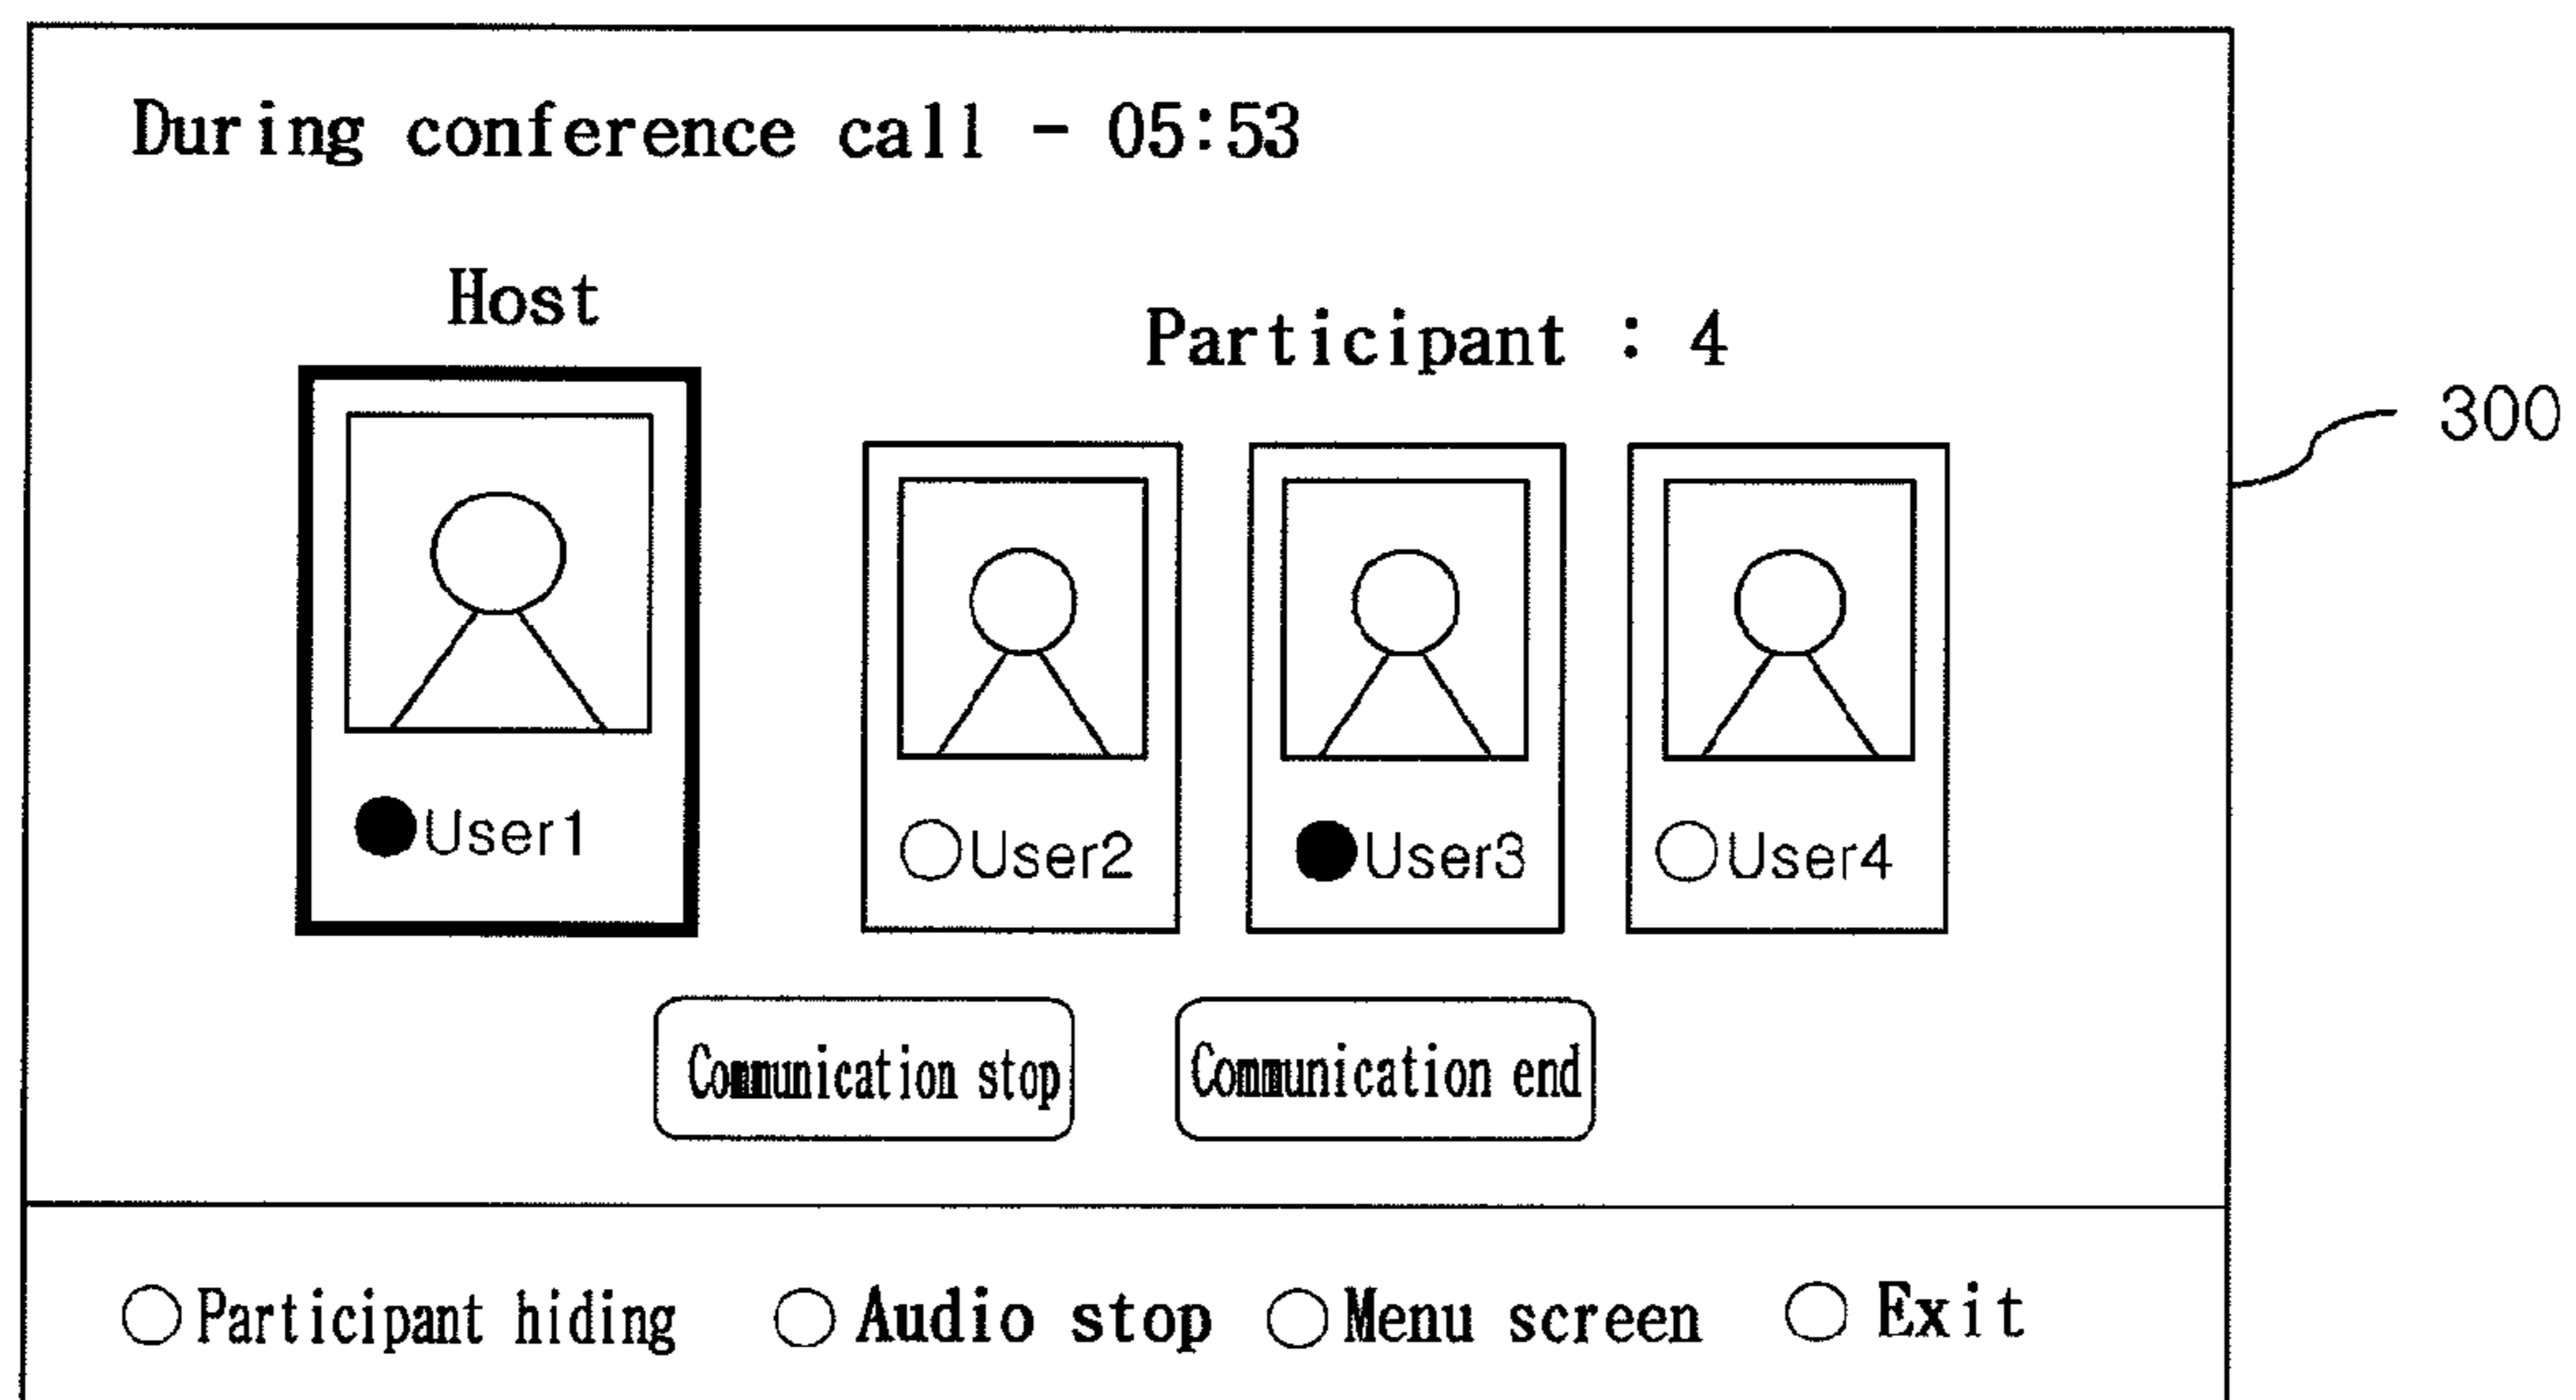 During conference call - 05:53
Host
Participant : 4
300
User1
User2
User3
User4
Communication stop
Communication end
Participant hiding
Audio stop
Menu screen
Exit